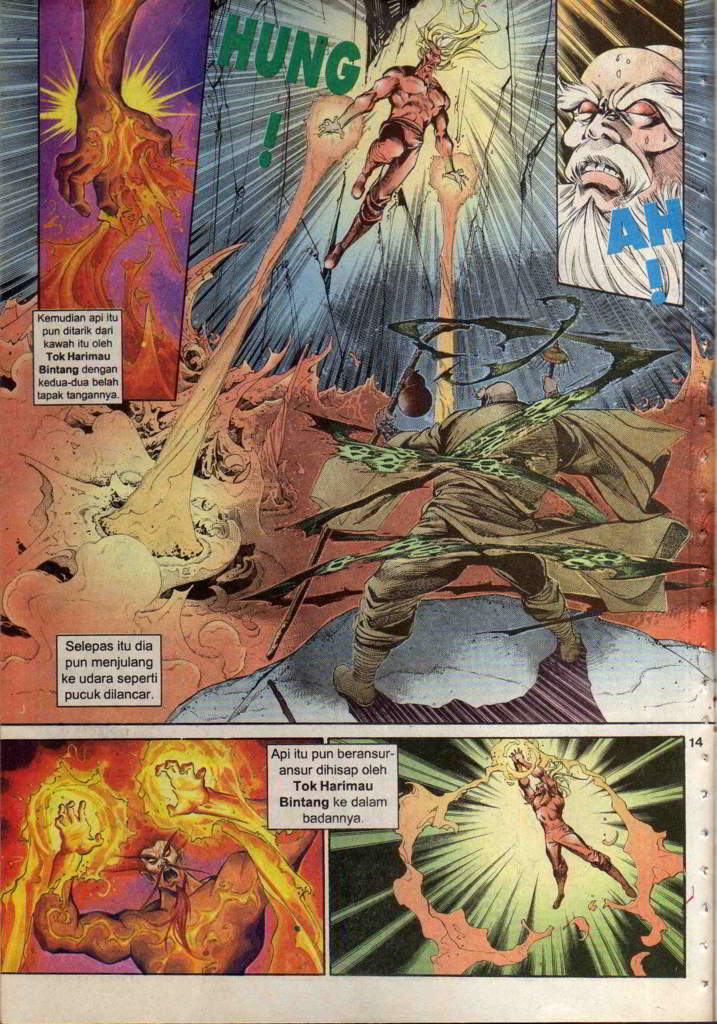 HUNG
!
AH
!
Kemudian api itu
pun ditarik dari
kawah itu oleh
Tok Harimau
Bintang dengan
kedua-dua belah
tapak tangannya.
Selepas itu dia
pun menjulang
ke udara seperti
pucuk dilancar.
14
Api itu pun beransur-
ansur dihisap oleh
Tok Harimau
Bintang ke dalam
badannya.